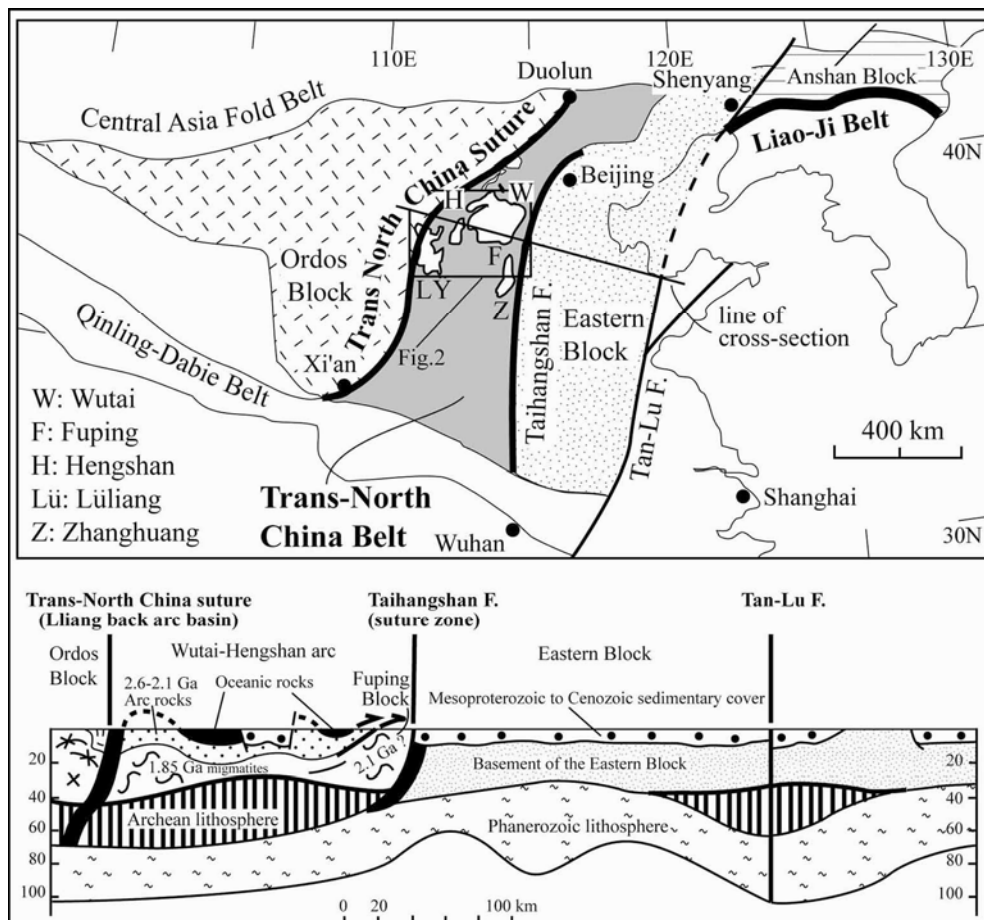 110E
120E
130E
Duolun
Shenyang
Anshan Block
Central Asia Fold Belt
Liao-Ji Belt
40N
Trans North China Suture
Beijing
H
W
F
Ordos
Block
L Y
Z
Fig.2
Taihangshan F.
Eastern
Block
line of
cross-section
Qinling-Dabie Belt
Xi'an
Tan-Lu F.
400 km
W: Wutai
F: Fuping
H: Hengshan
Lü: Lüliang
Z: Zhanghuang
Trans-North
China Belt
Wuhan
Shanghai
30N
Trans-North China suture
(Lliang back arc basin)
Taihangshan F.
(suture zone)
Tan-Lu F.
Ordos
Block
Wutai-Hengshan arc
Eastern Block
2.6-2.1 Ga
Arc rocks
Oceanic rocks
Fuping
Block
Mesoproterozoic to Cenozoic sedimentary cover
20
1.85 Ga migmatites
2.1 Ga ?
Basement of the Eastern Block
20
40
40
Archean lithosphere
Phanerozoic lithosphere
60
60
80
80
100
100
0 20 100 km